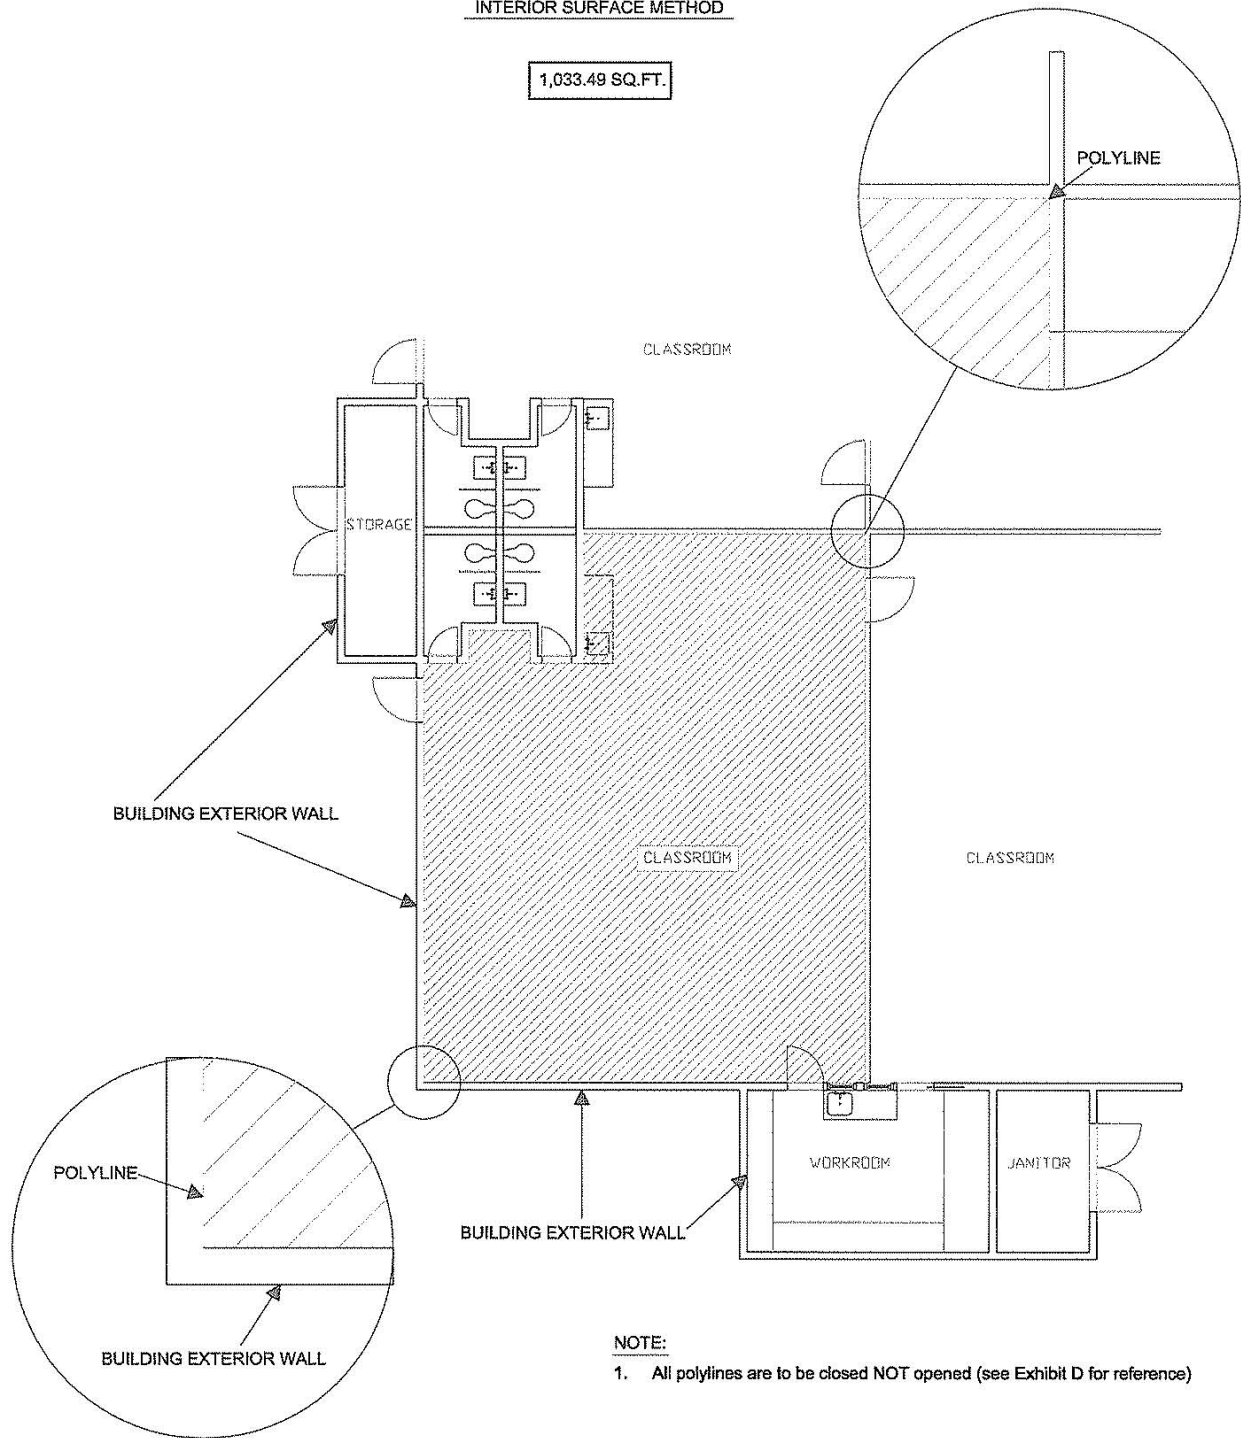 INTERIOR SURFACE METHOD
1,033.49 SQ.FT.
POLYLINE
CLASSROOM
STORAGE
BUILDING EXTERIOR WALL
CLASSROOM
CLASSROOM
POLYLINE
WORKROOM
JANITOR
BUILDING EXTERIOR WALL
BUILDING EXTERIOR WALL
NOTE:
1. All polylines are to be closed NOT opened (see Exhibit D for reference)